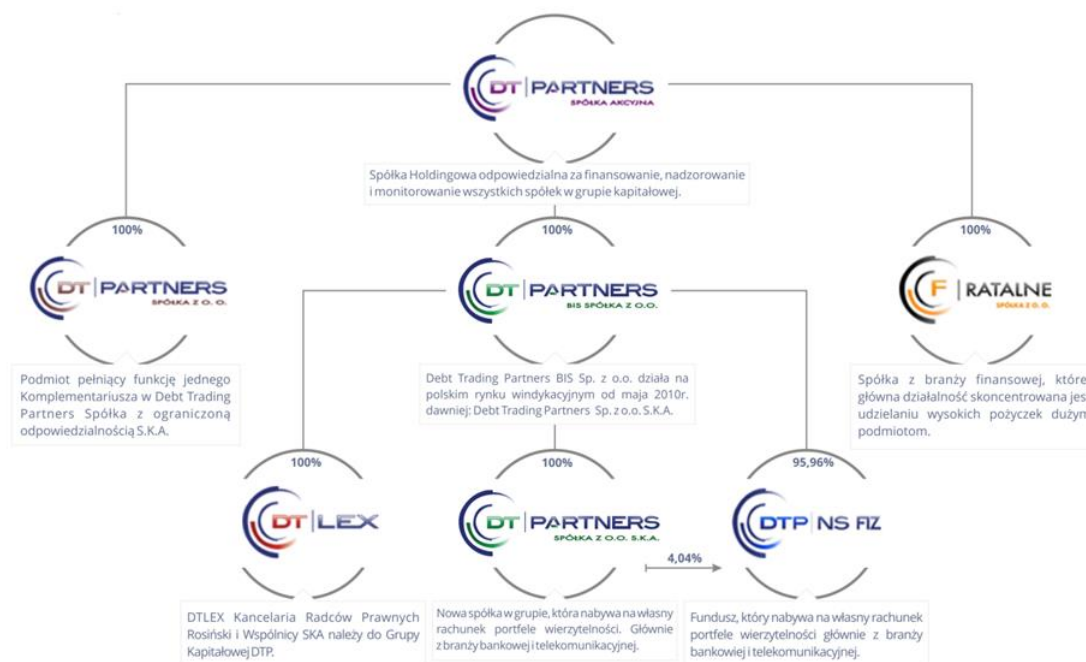 DT|PARTNERS
SPÓŁKA AKCYJNA
Spółka Holdingowa odpowiedzialna za finansowanie, nadzorowanie
i monitorowanie wszystkich spółek w grupie kapitałowej.
100%
DT|PARTNERS
SPÓŁKA Z O. O.
Podmiot pełniący funkcję jednego
Komplementariusza w Debt Trading
Partners Spółka z ograniczoną
odpowiedzialnością S.K.A.
100%
DT|PARTNERS
BIS SPÓŁKA Z O.O.
Debt Trading Partners BIS Sp. z o.o. działa na
polskim rynku windykacyjnym od maja 2010r.
dawniej: Debt Trading Partners Sp. z o.o. S.K.A.
100%
F|RATALNE
SPÓŁKA Z O. O.
Spółka z branży finansowej, które
główna działalność skoncentrowana jes
udzielaniu wysokich pożyczek dużym
podmiotom.
100%
DT|LEX
DTLEX Kancelaria Radców Prawnych
Rosiński i Wspólnicy SKA należy do Grupy
Kapitałowej DTP.
100%
DT|PARTNERS
SPÓŁKA Z O.O. S.K.A.
4,04%
Nowa spółka w grupie, która nabywa na własny
rachunek portfele wierzytelności. Głównie
z branży bankowej i telekomunikacyjnej.
95,96%
DTP|NS FIZ
Fundusz, który nabywa na własny rachunek
portfele wierzytelności głównie z branży
bankowiej i telekomunikacyjnej.